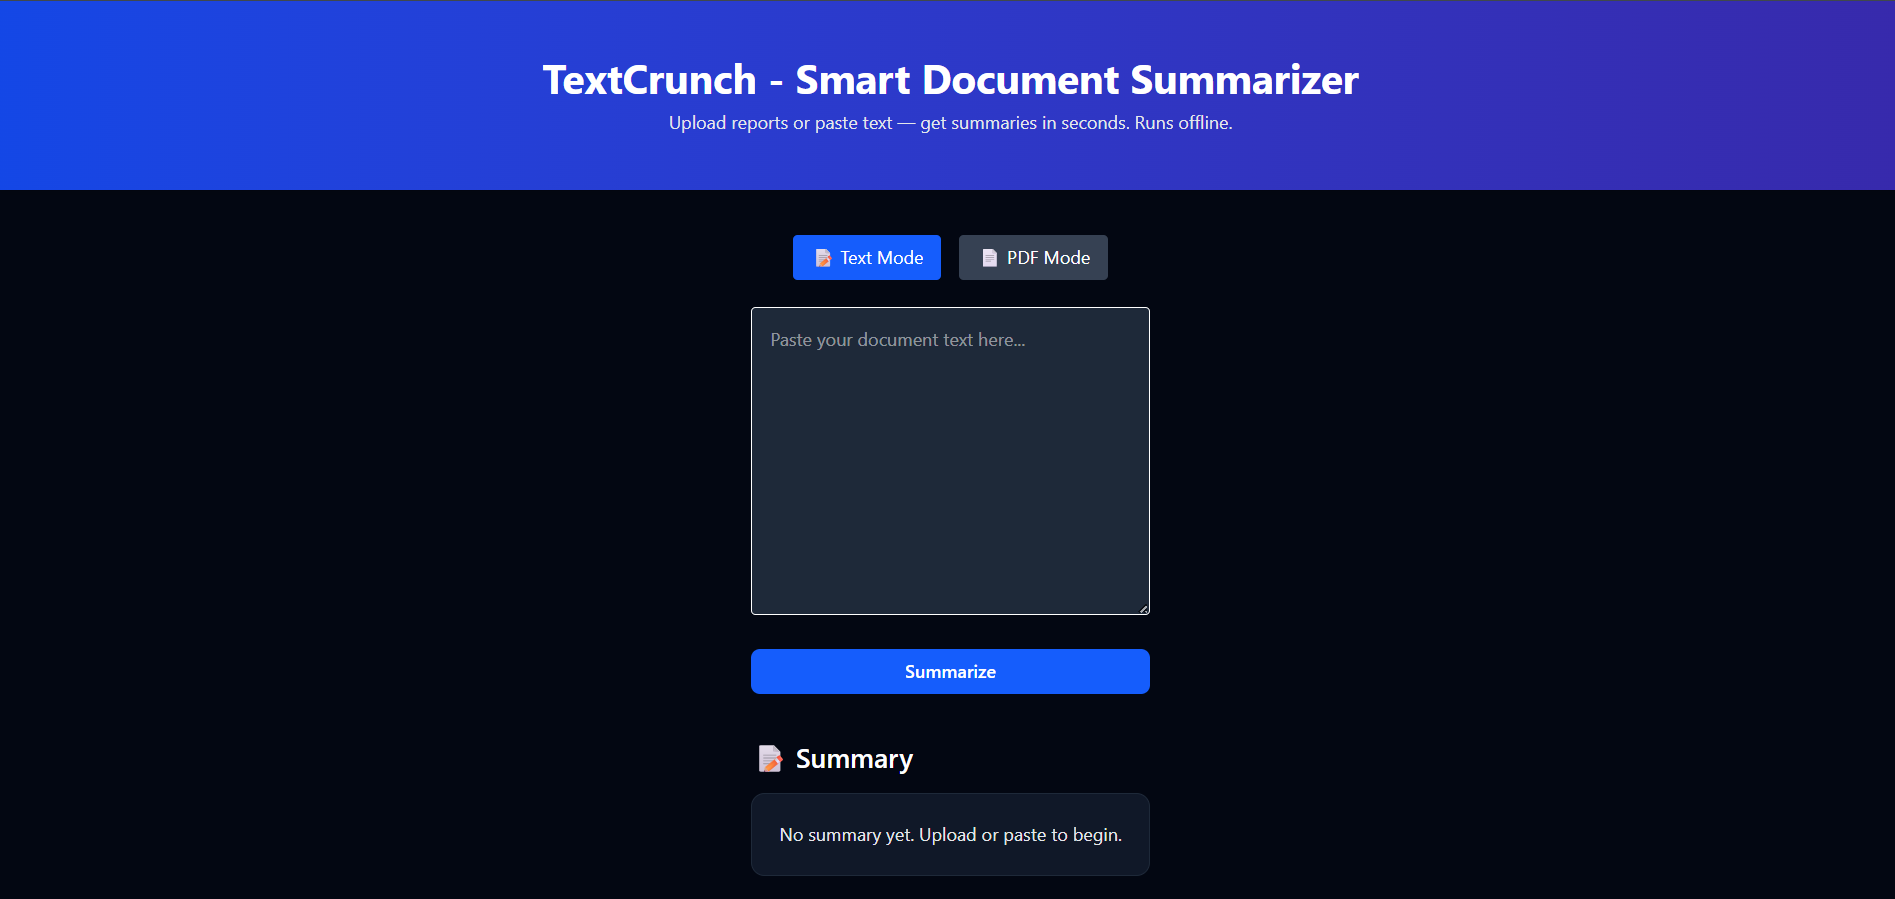 TextCrunch - Smart Document Summarizer
Upload reports or paste text — get summaries in seconds. Runs offline.
Text Mode
PDF Mode
Paste your document text here...
Summarize
Summary
No summary yet. Upload or paste to begin.